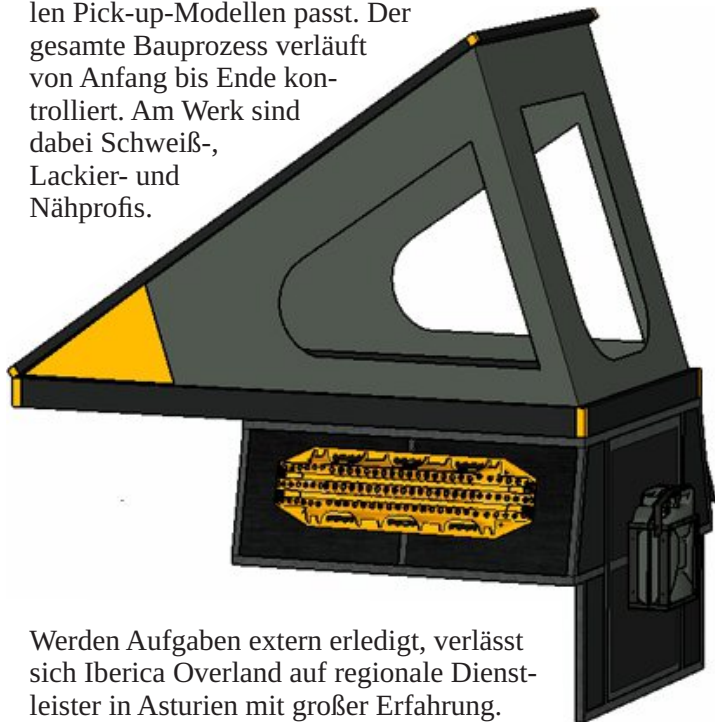 len Pick-up-Modellen passt. Der
gesamte Bauprozess verläuft
von Anfang bis Ende kon-
trolliert. Am Werk sind
dabei Schweiß-,
Lackier- und
Nähprofis.
Werden Aufgaben extern erledigt, verlässt
sich Iberica Overland auf regionale Dienst-
leister in Asturien mit großer Erfahrung.